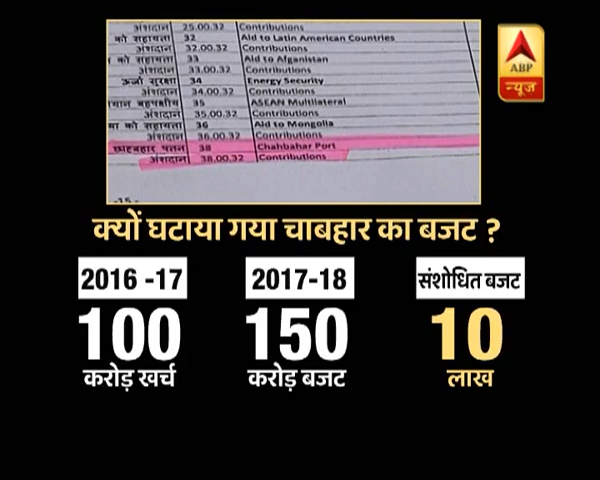 अंशदान 25.00.32 Contributions
को सहायता 32 Aid to Latin American Countries
अंशदान 32.00.32 Contributions
को सहायता 33 Aid to Afganistan
अंशदान 33.00.32 Contributions
ऊर्जा सुरक्षा 34 Energy Security
अंशदान 34.00.32 Contributions
बहुपक्षीय 35 ASEAN Multilateral
अंशदान 35.00.32 Contributions
को सहायता 36 Aid to Mongolia
अंशदान 36.00.32 Contributions
पत्तन 38 Chahbahar Port
अंशदान 38.00.32 Contributions
-15-
ABP
न्यूज़
क्यों घटाया गया चाबहार का बजट ?
2016 -17
100
करोड़ खर्च
2017-18
150
करोड़ बजट
संशोधित बजट
10
लाख